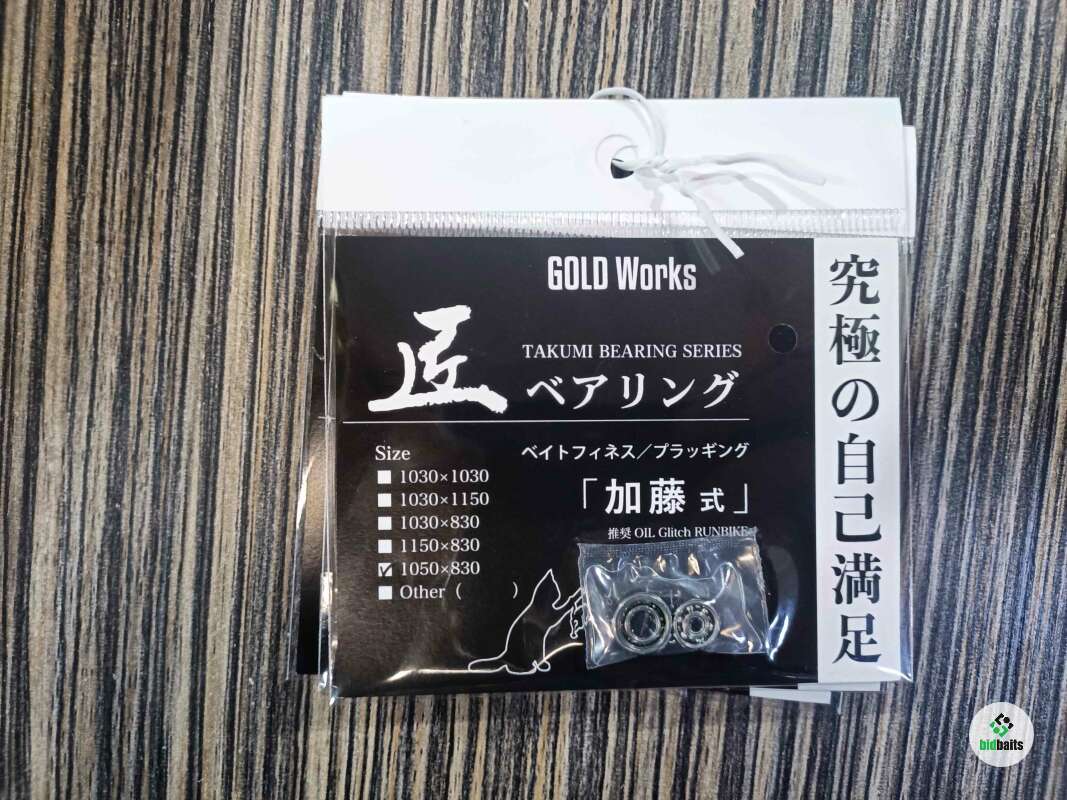 GOLD Works
匠
TAKUMI BEARING SERIES
ベアリング
Size
1030×1030
1030×1150
1030×830
1150×830
1050×830
Other ( )
ベイトフィネス／プラッギング
「加藤 式」
推奨 OIL Glitch RUNBIKE
究極の自己満足
bidbaits